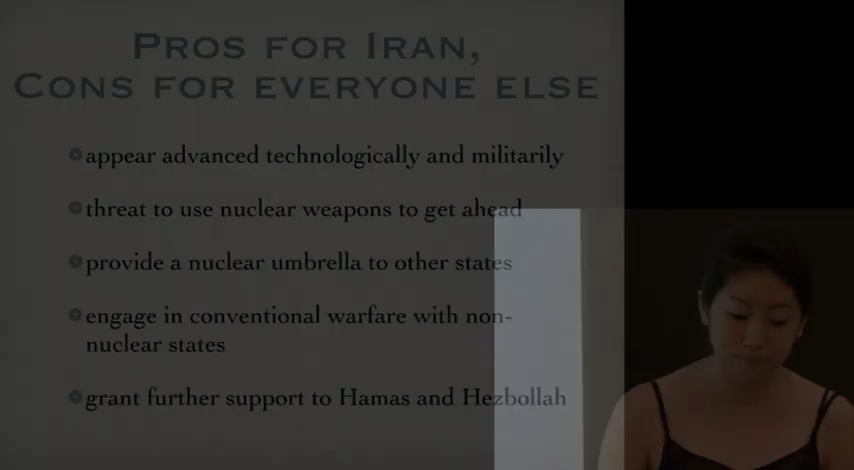 PROS FOR IRAN,
CONS FOR EVERYONE ELSE
appear advanced technologically and militarily
threat to use nuclear weapons to get ahead
provide a nuclear umbrella to other states
engage in conventional warfare with non-
nuclear states
grant further support to Hamas and Hezbollah